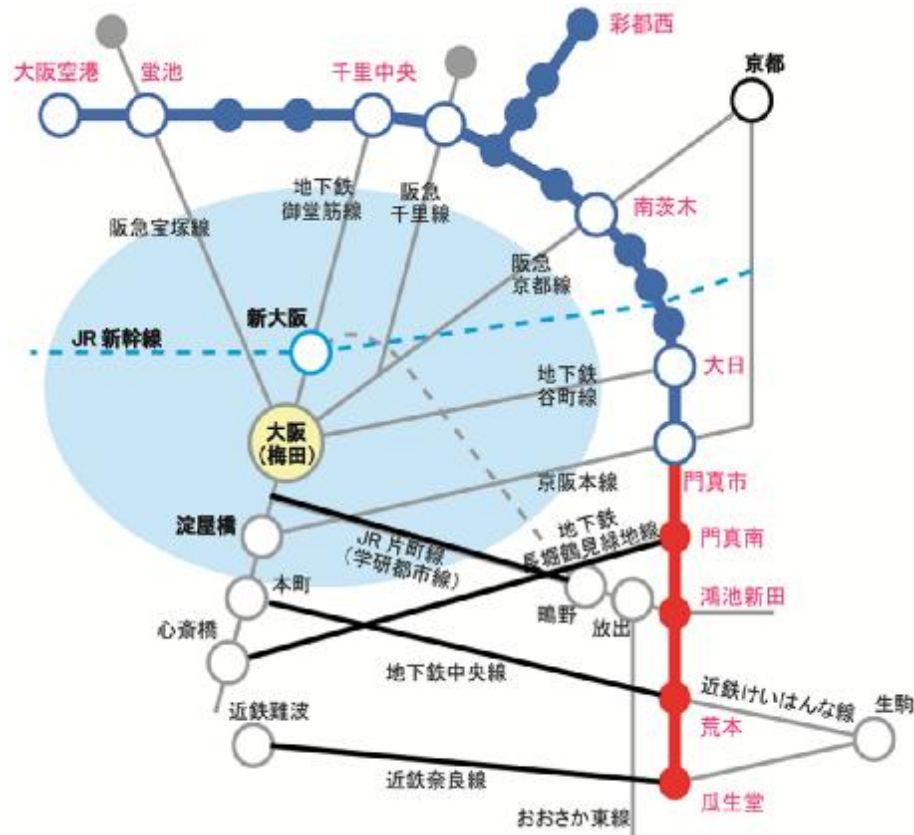 彩都西
大阪空港
蛍池
千里中央
京都
地下鉄
御堂筋線
阪急
千里線
南茨木
阪急宝塚線
阪急
京都線
新大阪
JR 新幹線
地下鉄
谷町線
大日
大阪
(梅田)
京阪本線
門真市
淀屋橋
地下鉄
長堀鶴見緑地線
門真南
JR 片町線
(学研都市線)
本町
鴫野
放出
鴻池新田
心斎橋
地下鉄中央線
近鉄けいはんな線
生駒
近鉄難波
荒本
近鉄奈良線
瓜生堂
おおさか東線